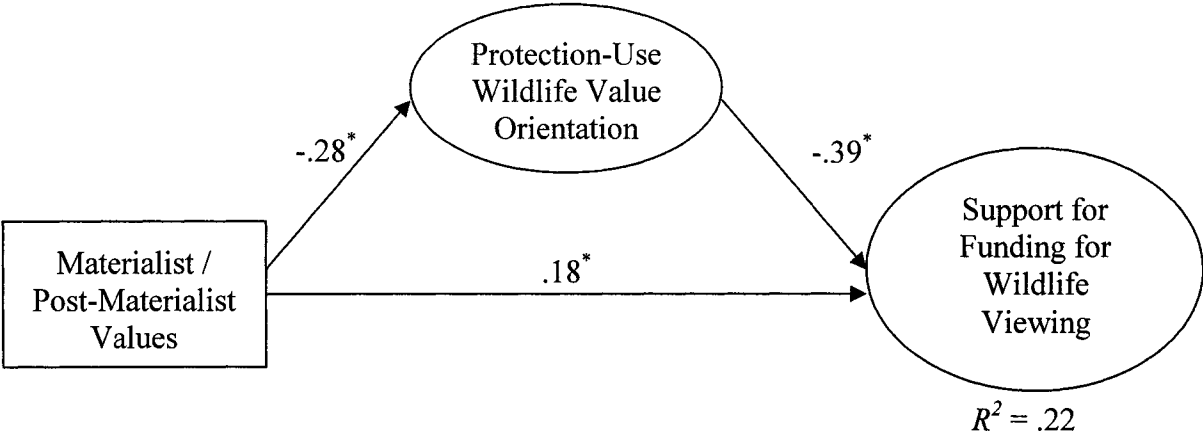 Protection-Use
Wildlife Value
Orientation
-.28*
-.39*
Support for
Funding for
Wildlife
Viewing
Materialist /
Post-Materialist
Values
.18*
R² = .22